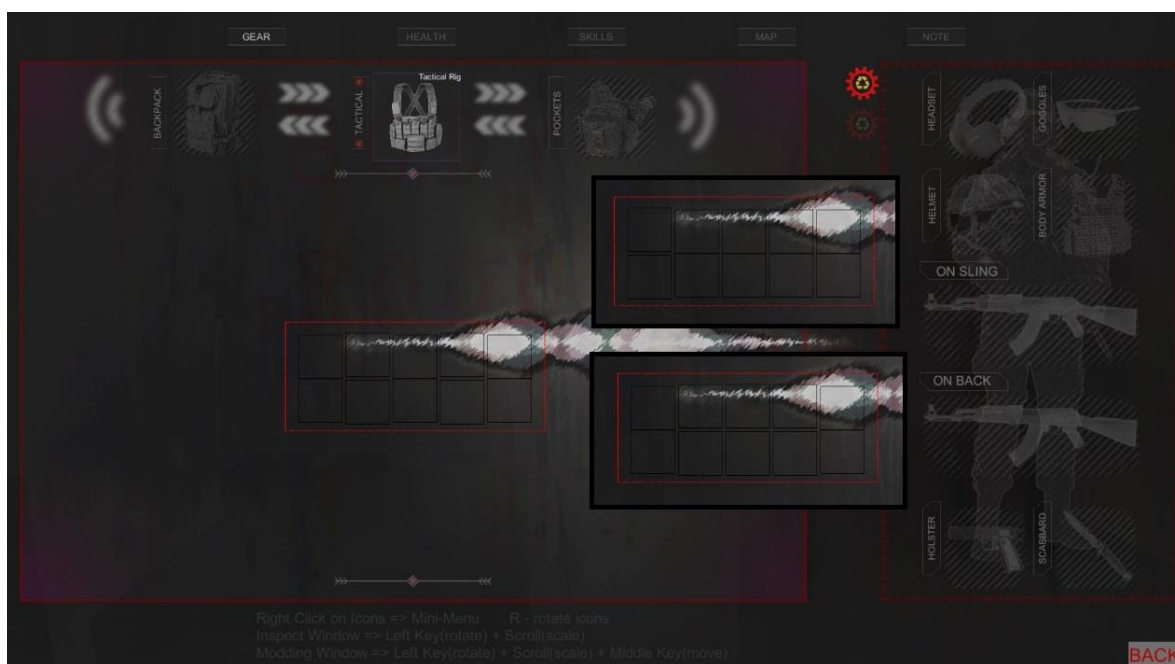 GEAR
HEALTH
SKILLS
MAP
NOTE
BACKPACK
TACTICAL
Tactical Rig
POCKETS
HEADSET
GOGGLES
HELMET
BODY ARMOR
ON SLING
ON BACK
HOLSTER
SCABBARD
Right Click on Icons => Mini-Menu R - rotate icons
Inspect Window => Left Key(rotate) + Scroll(scale)
Modding Window => Left Key(rotate) + Scroll(scale) + Middle Key(move)
BACK